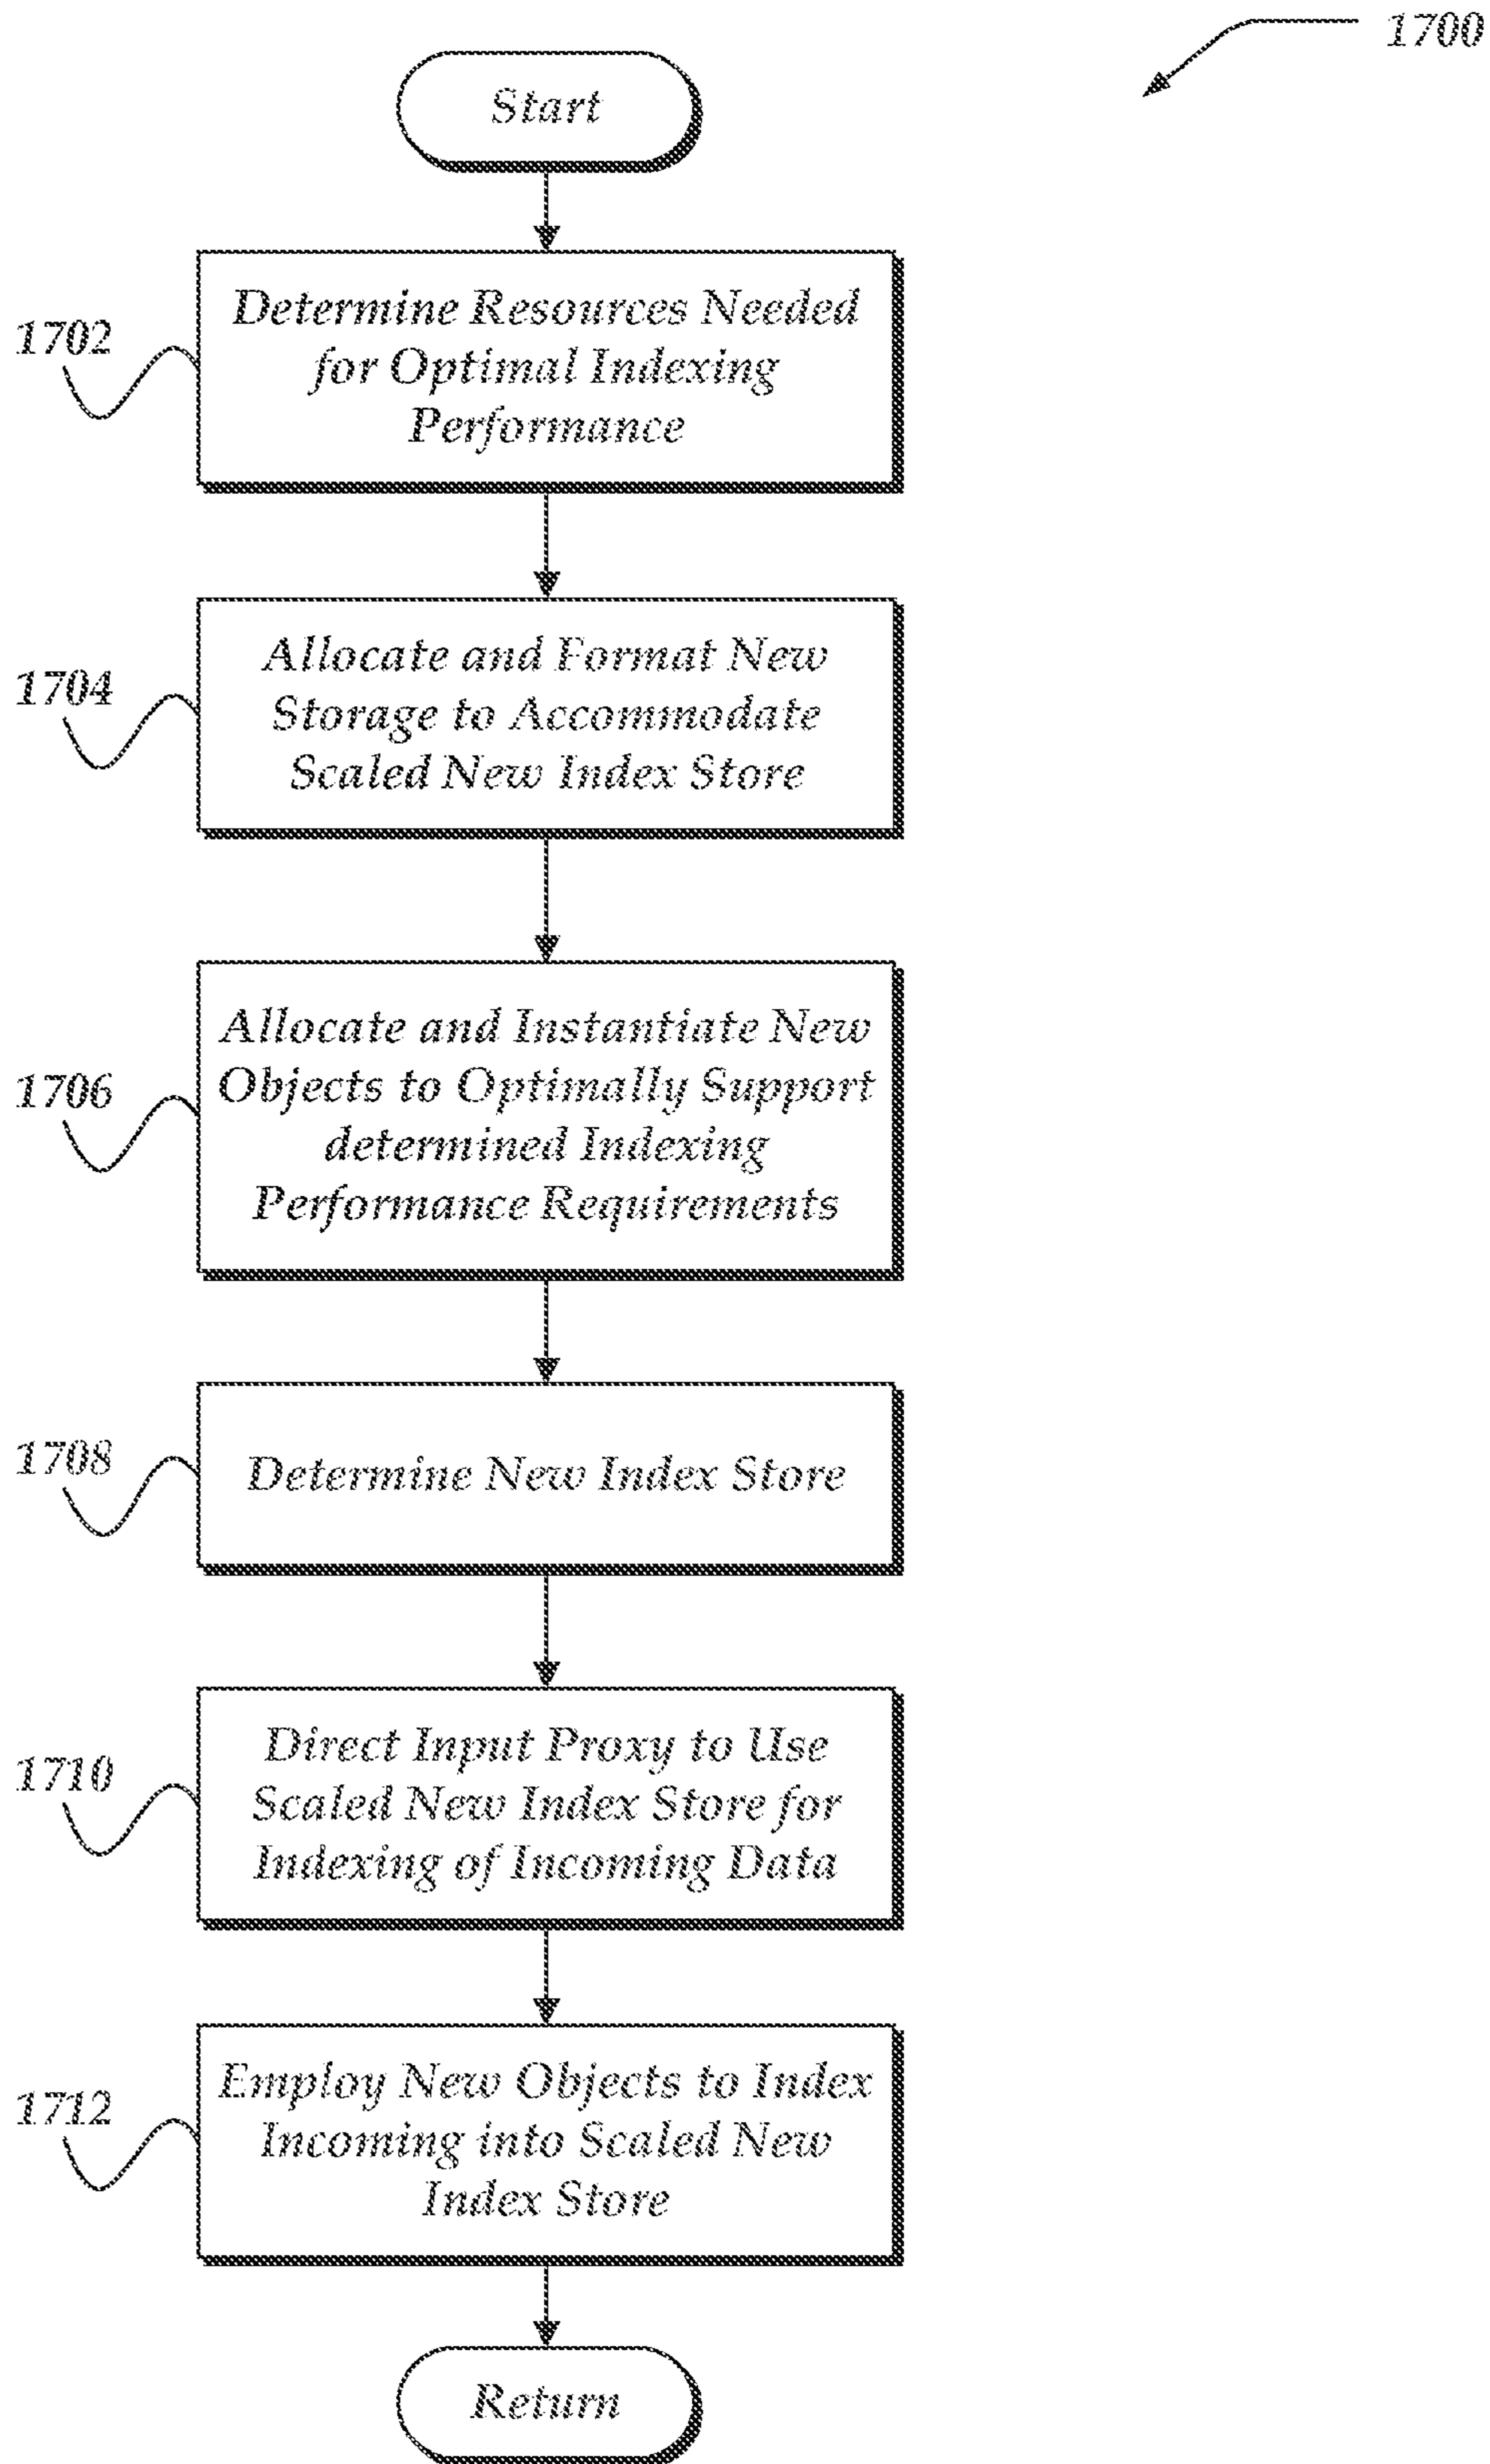 1700
Start
1702
Determine Resources Needed
for Optimal Indexing
Performance
1704
Allocate and Format New
Storage to Accommodate
Scaled New Index Store
1706
Allocate and Instantiate New
Objects to Optimally Support
determined Indexing
Performance Requirements
1708
Determine New Index Store
1710
Direct Input Proxy to Use
Scaled New Index Store for
Indexing of Incoming Data
1712
Employ New Objects to Index
Incoming into Scaled New
Index Store
Return